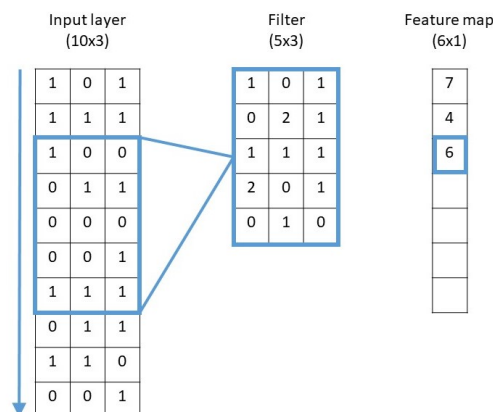 Input layer
(10x3)
Filter
(5x3)
Feature map
(6x1)
1 0 1
1 1 1
1 0 0
0 1 1
0 0 0
0 0 1
1 1 1
0 1 1
1 1 0
0 0 1
1 0 1
0 2 1
1 1 1
2 0 1
0 1 0
7
4
6